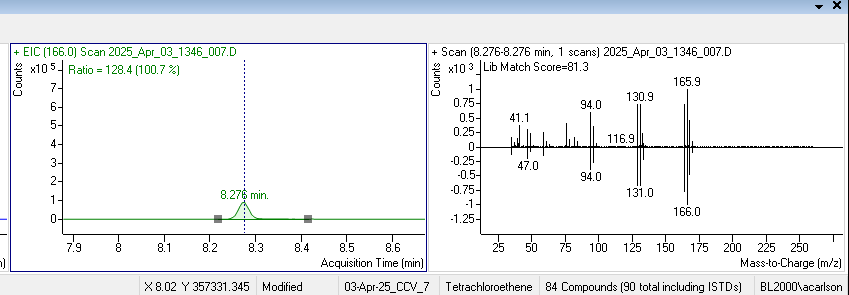 + EIC (166.0) Scan 2025_Apr_03_1346_007.D
Counts
x10 5
Ratio = 128.4 (100.7 %)
7
6
5
4
3
2
1
0
8.276 min.
7.9 8 8.1 8.2 8.3 8.4 8.5 8.6
Acquisition Time (min)
+ Scan (8.276-8.276 min, 1 scans) 2025_Apr_03_1346_007.D
Counts
x10 3
Lib Match Score=81.3
1
0.75
0.5
0.25
0
-0.25
-0.5
-0.75
-1
-1.25
165.9
130.9
94.0
41.1
116.9
47.0
94.0
131.0
166.0
25 50 75 100 125 150 175 200 225 250
Mass-to-Charge (m/z)
n)
X 8.02 Y 357331.345 Modified 03-Apr-25_CCV_7 Tetrachloroethene 84 Compounds (90 total including ISTDs) BL2000\acarlson